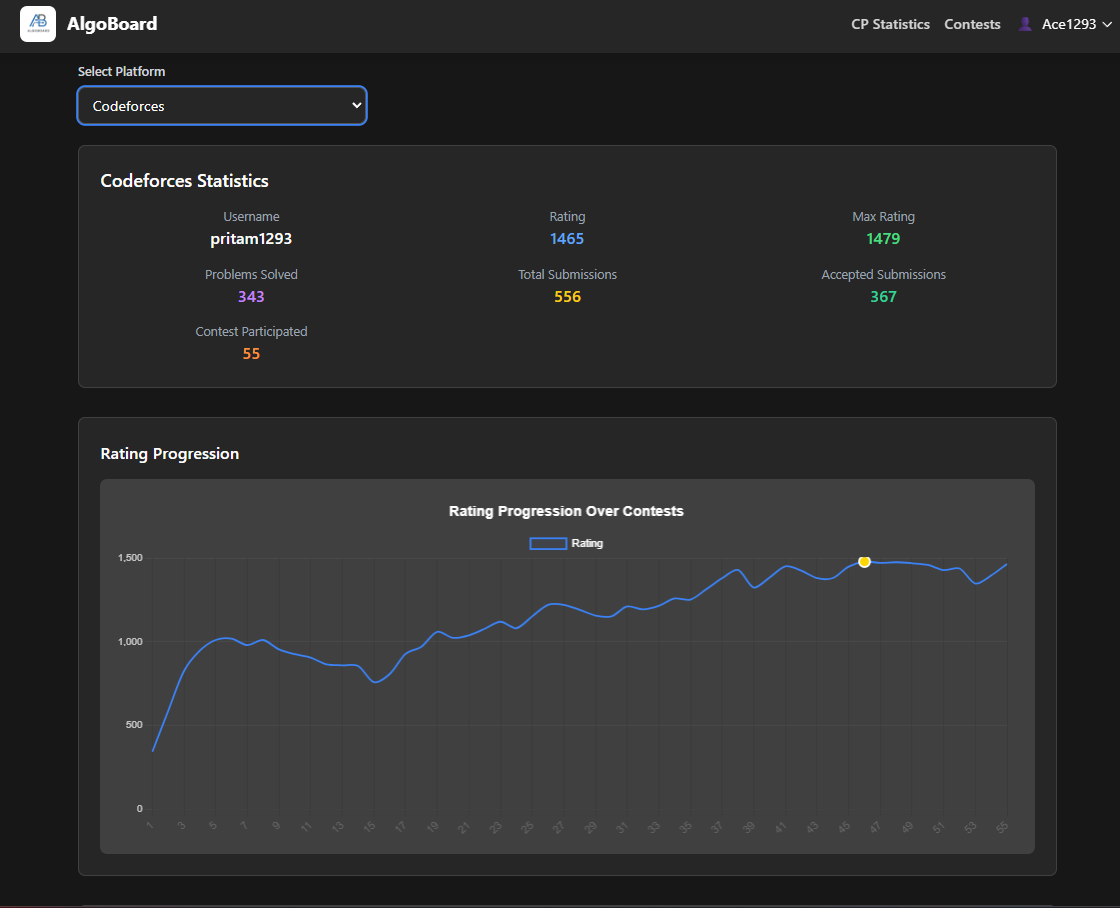 AB
ALGOBOARD
AlgoBoard
CP Statistics
Contests
Ace1293
Select Platform
Codeforces
Codeforces Statistics
Username
pritam1293
Rating
1465
Max Rating
1479
Problems Solved
343
Total Submissions
556
Accepted Submissions
367
Contest Participated
55
Rating Progression
Rating Progression Over Contests
Rating
1,500
1,000
500
0
1 3 5 7 9 11 13 15 17 19 21 23 25 27 29 31 33 35 37 39 41 43 45 47 49 51 53 55